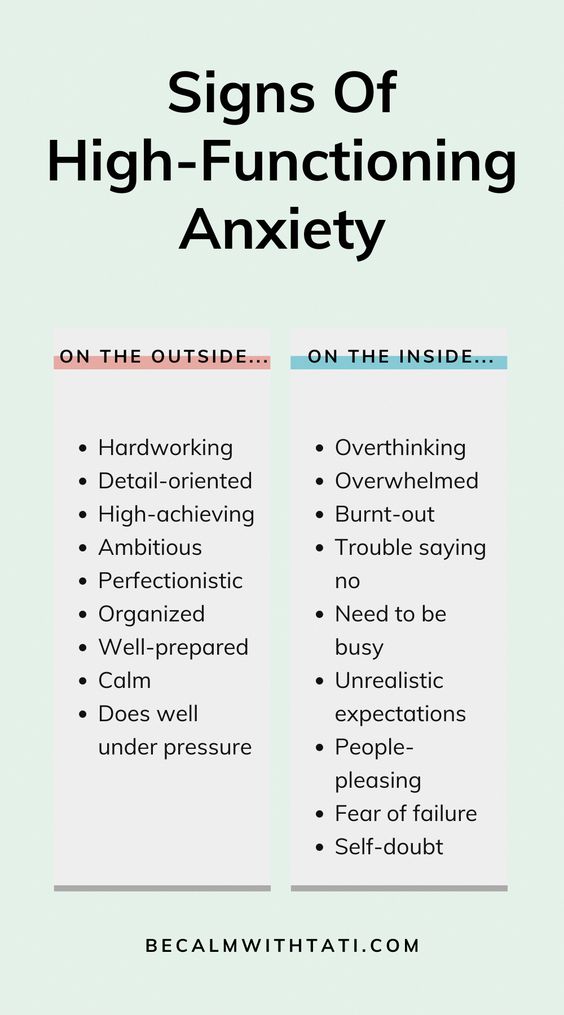 Signs Of
High-Functioning
Anxiety
ON THE OUTSIDE...
• Hardworking
• Detail-oriented
• High-achieving
• Ambitious
• Perfectionistic
• Organized
• Well-prepared
• Calm
• Does well
under pressure
ON THE INSIDE...
• Overthinking
• Overwhelmed
• Burnt-out
• Trouble saying
no
• Need to be
busy
• Unrealistic
expectations
• People-
pleasing
• Fear of failure
• Self-doubt
BECALMWITHTATI.COM